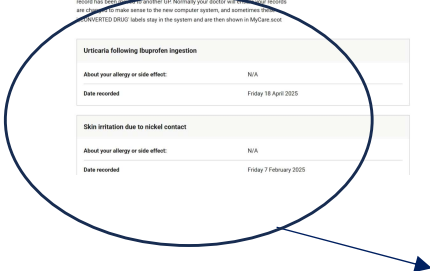 record has been moved to another GP. Normally your doctor will ensure your records
are changed to make sense to the new computer system, and sometimes these
'CONVERTED DRUG' labels stay in the system and are then shown in MyCare.scot
Urticaria following Ibuprofen ingestion
About your allergy or side effect: N/A
Date recorded Friday 18 April 2025
Skin irritation due to nickel contact
About your allergy or side effect: N/A
Date recorded Friday 7 February 2025